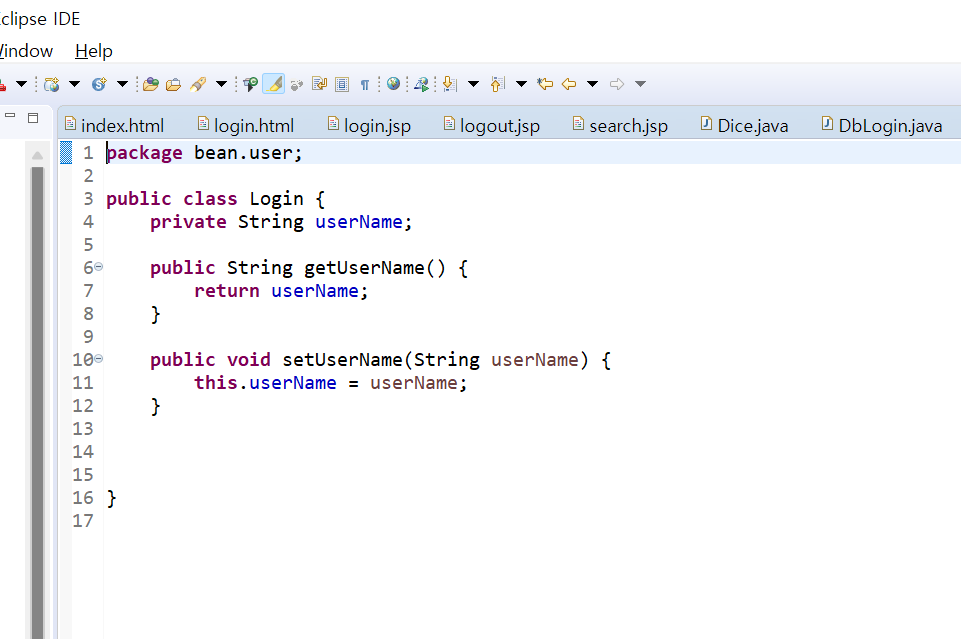 clipse IDE
indow Help
index.html login.html login.jsp logout.jsp search.jsp Dice.java DbLogin.java
1 package bean.user;
2
3 public class Login {
4 private String userName;
5
6 public String getUserName() {
7 return userName;
8 }
9
10 public void setUserName(String userName) {
11 this.userName = userName;
12 }
13
14
15
16 }
17